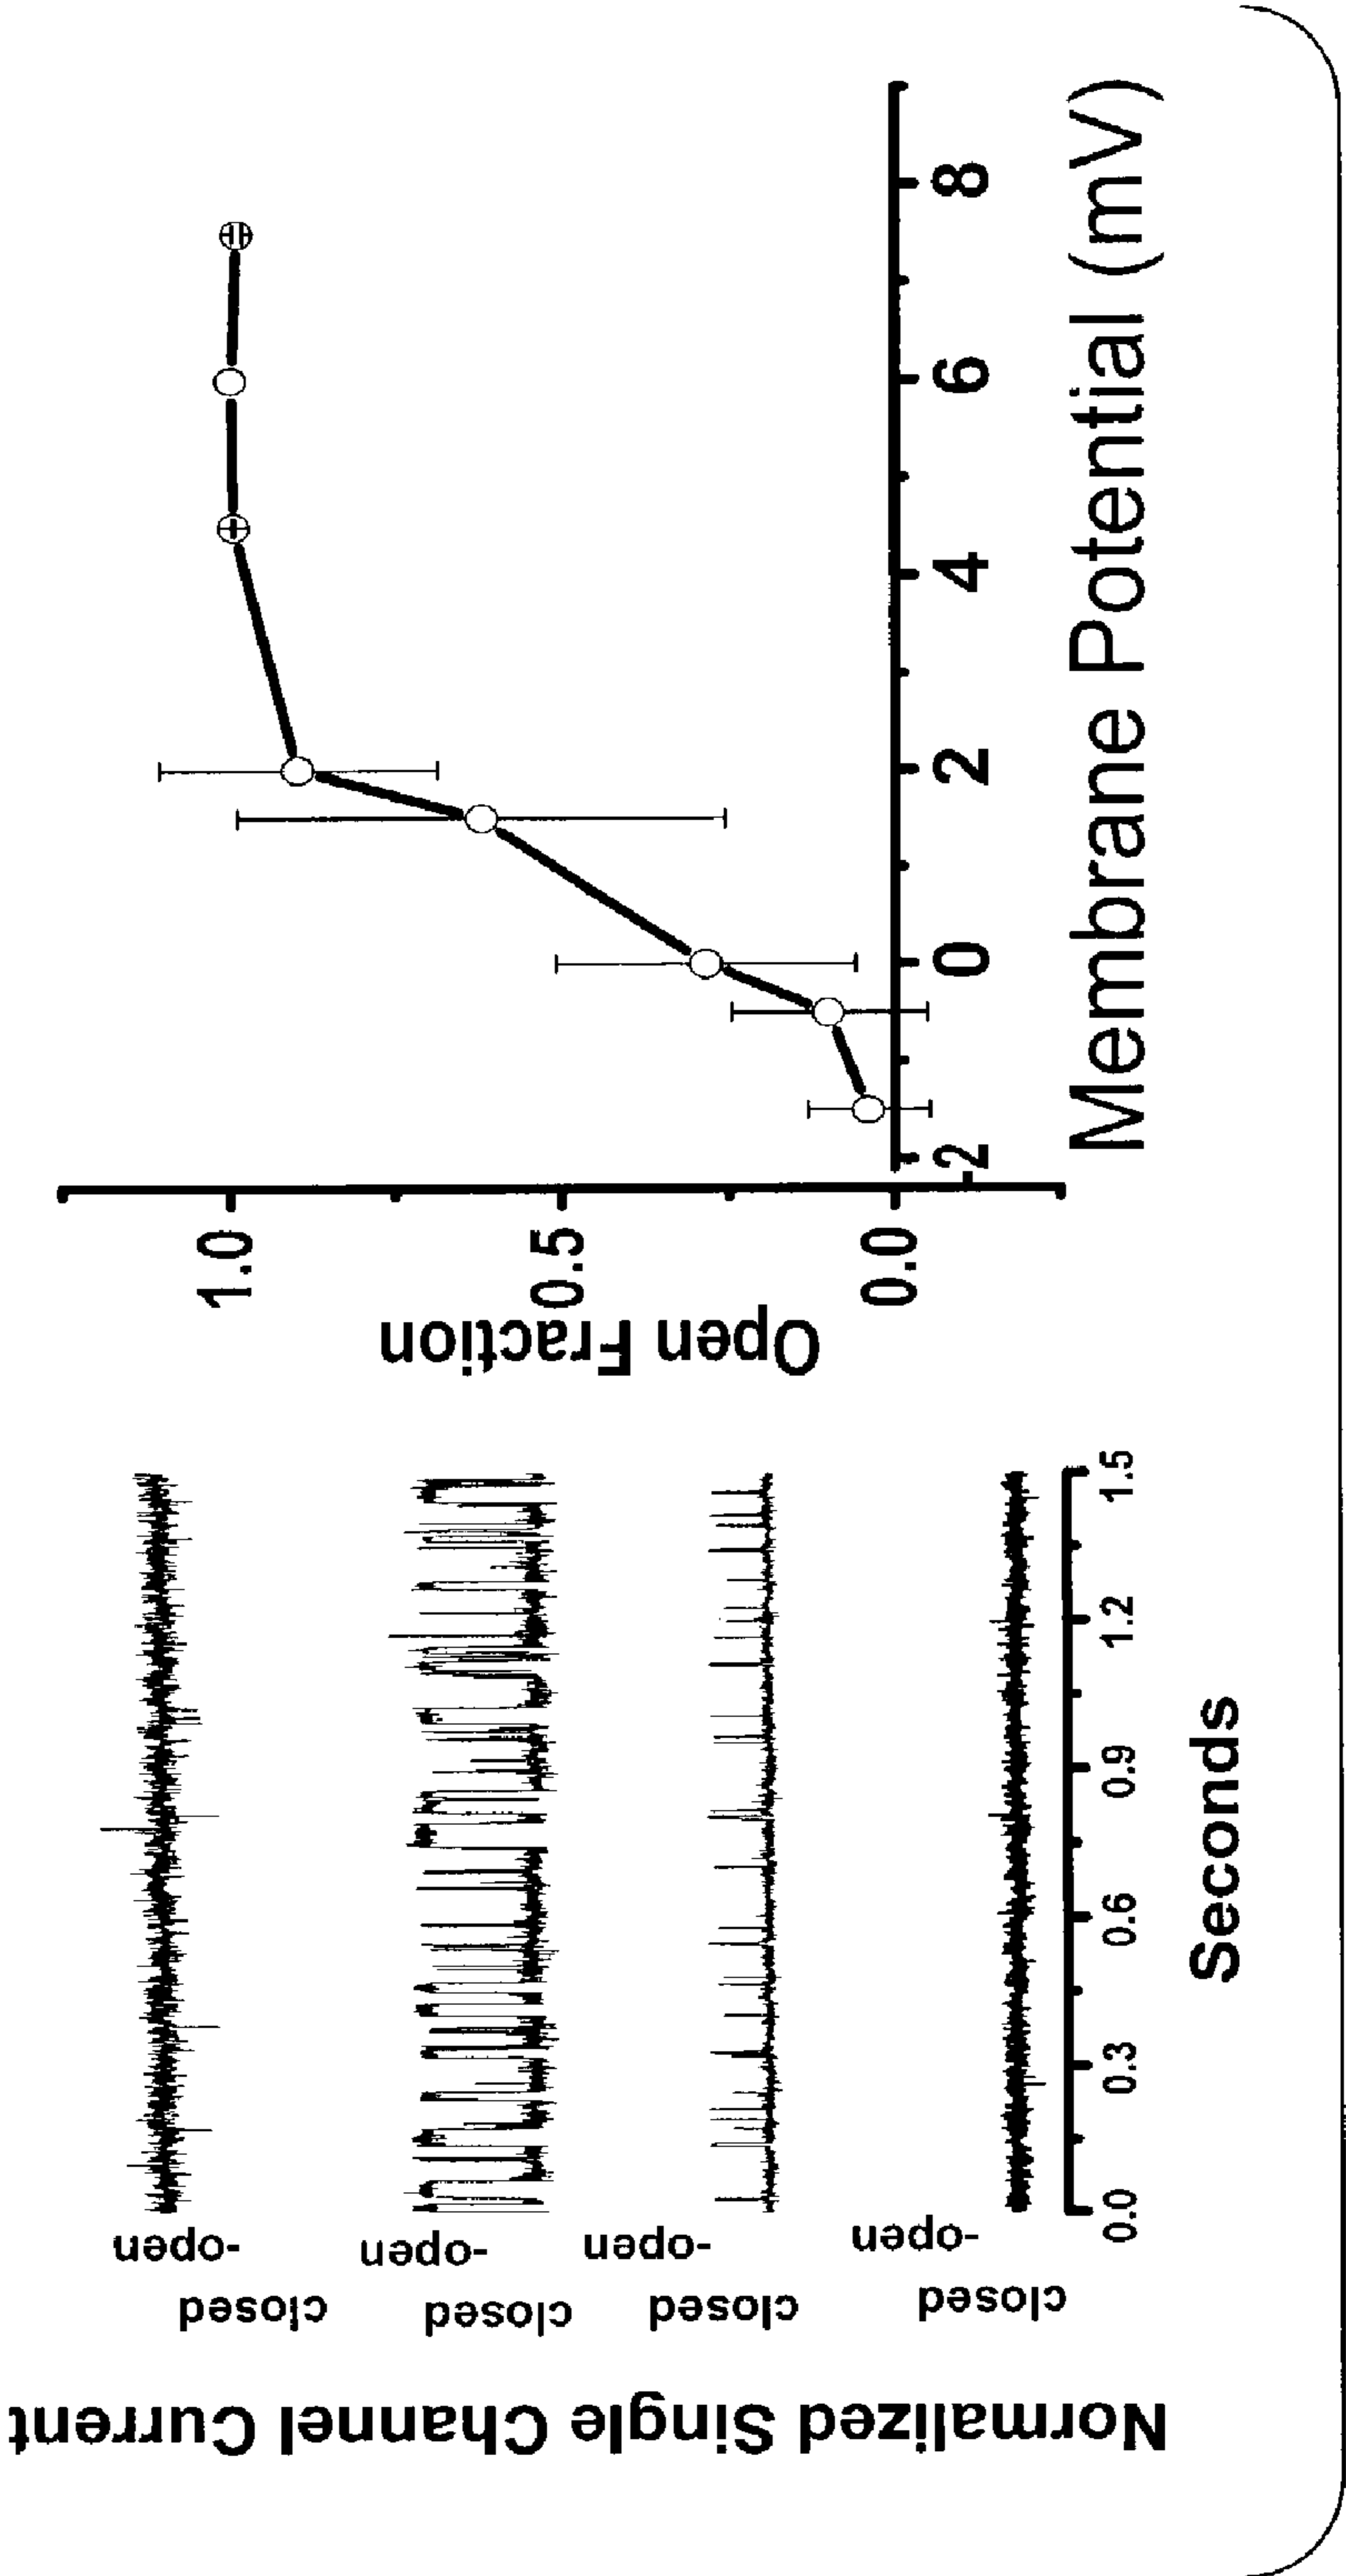 Normalized Single Channel Current
-open
closed
-open
closed
-open
closed
-open
closed
0.0 0.3 0.6 0.9 1.2 1.5
Seconds
Open Fraction
1.0
0.5
0.0
-2 0 2 4 6 8
Membrane Potential (mV)